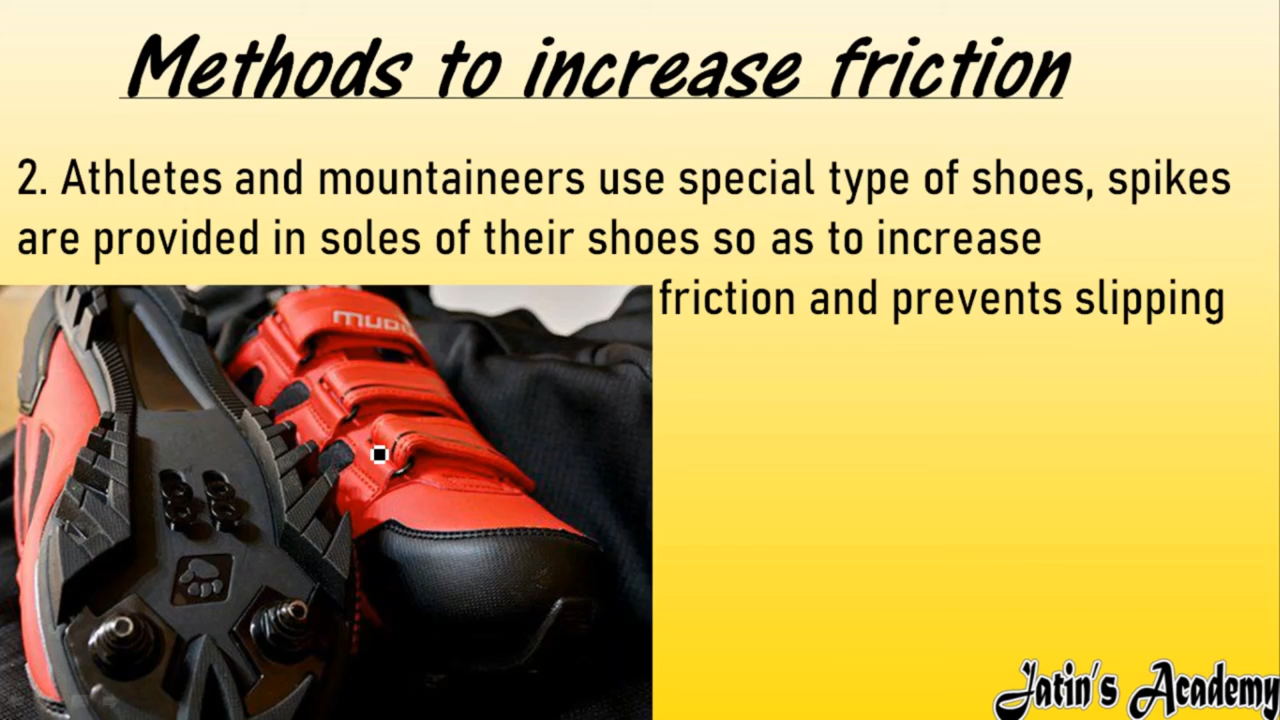 Methods to increase friction
2. Athletes and mountaineers use special type of shoes, spikes
are provided in soles of their shoes so as to increase
friction and prevents slipping
Jatin's Academy